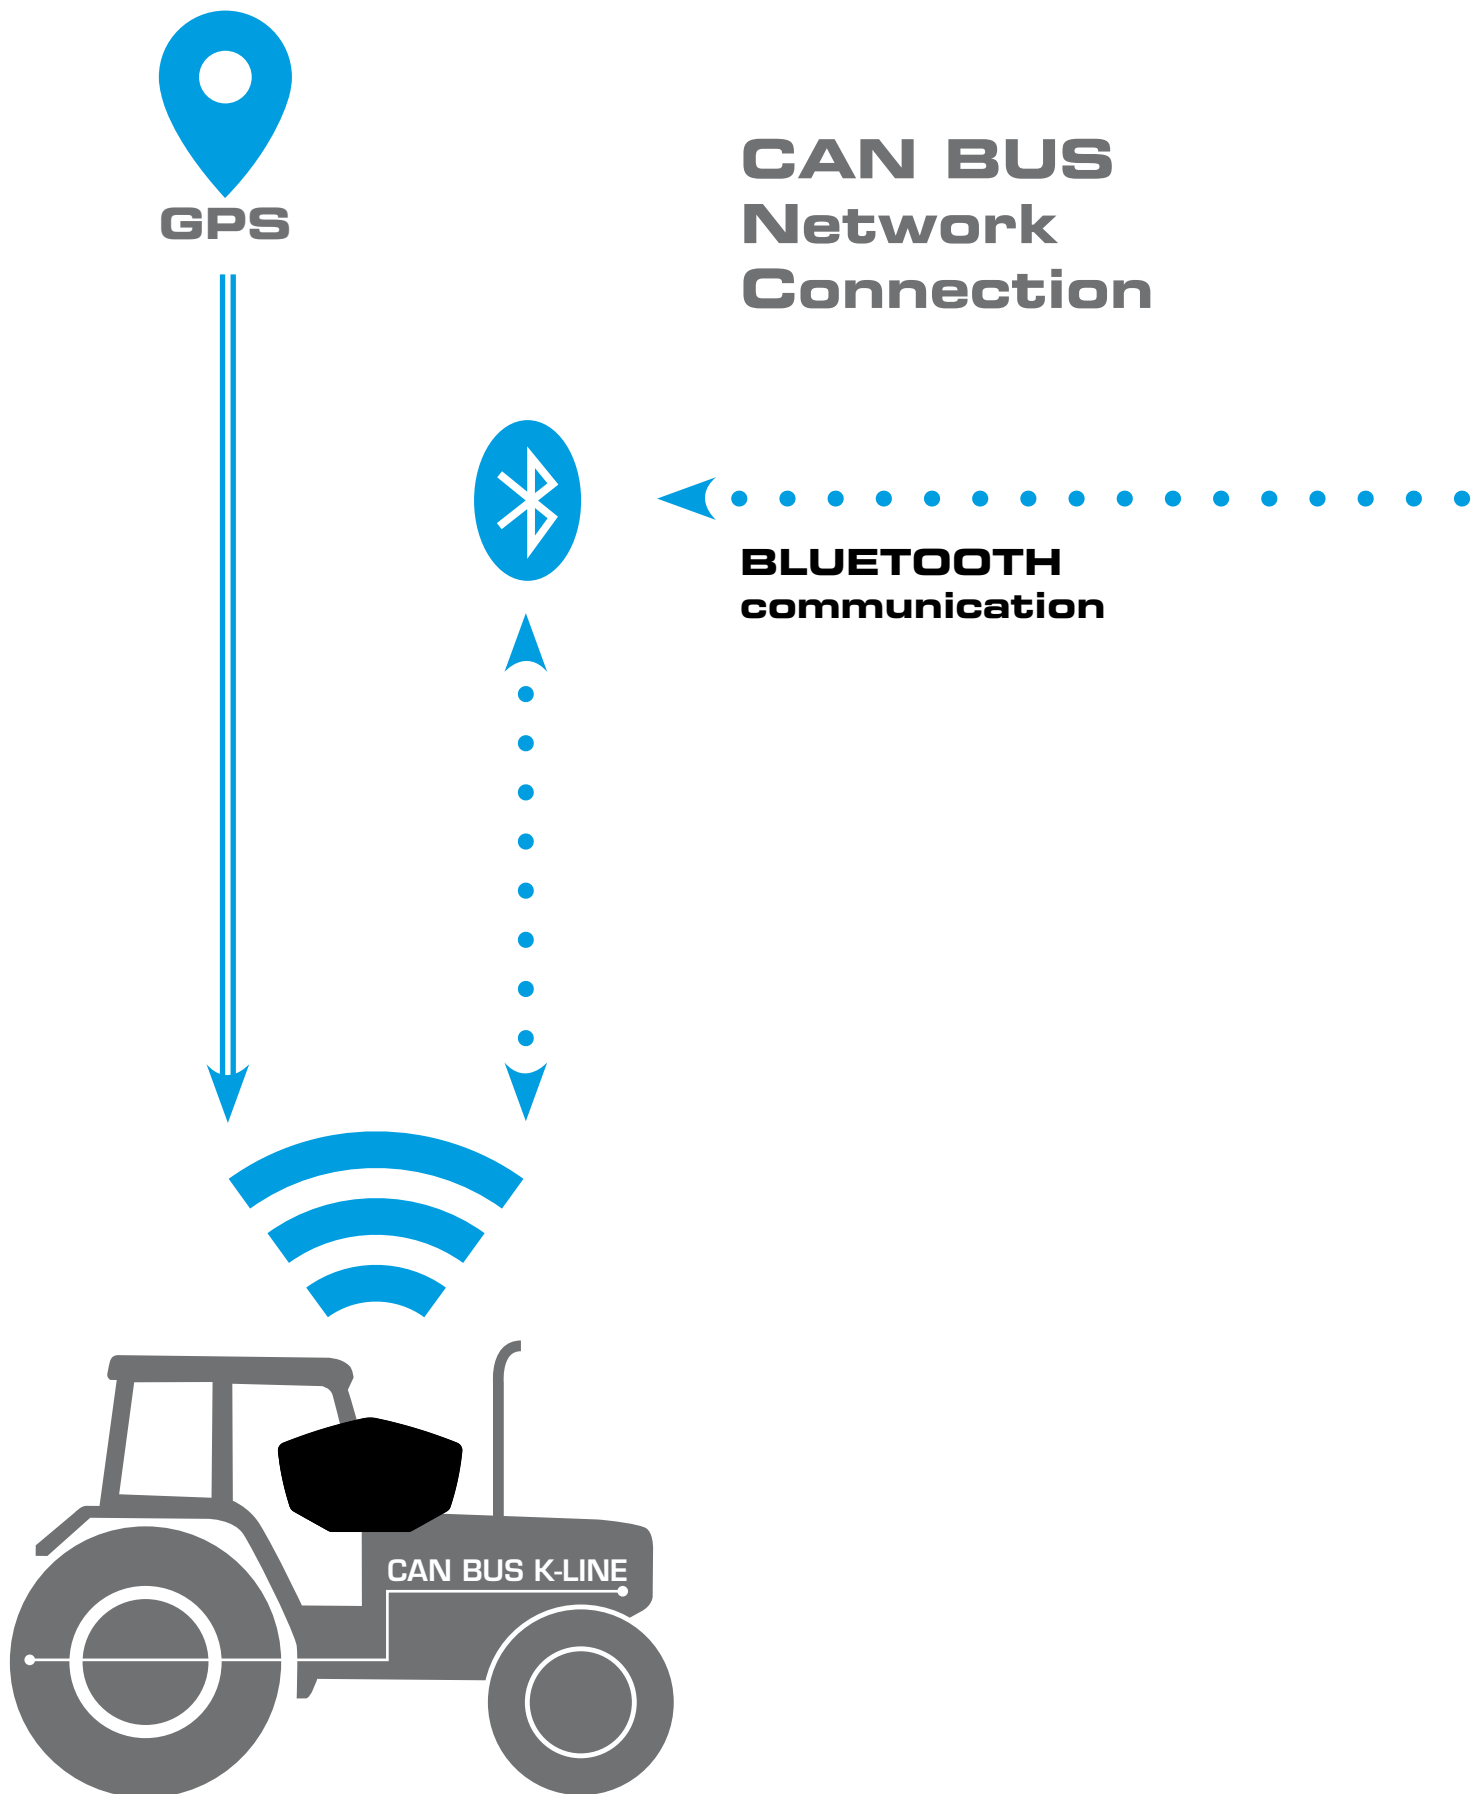 GPS
CAN BUS
Network
Connection
BLUETOOTH
communication
CAN BUS K-LINE